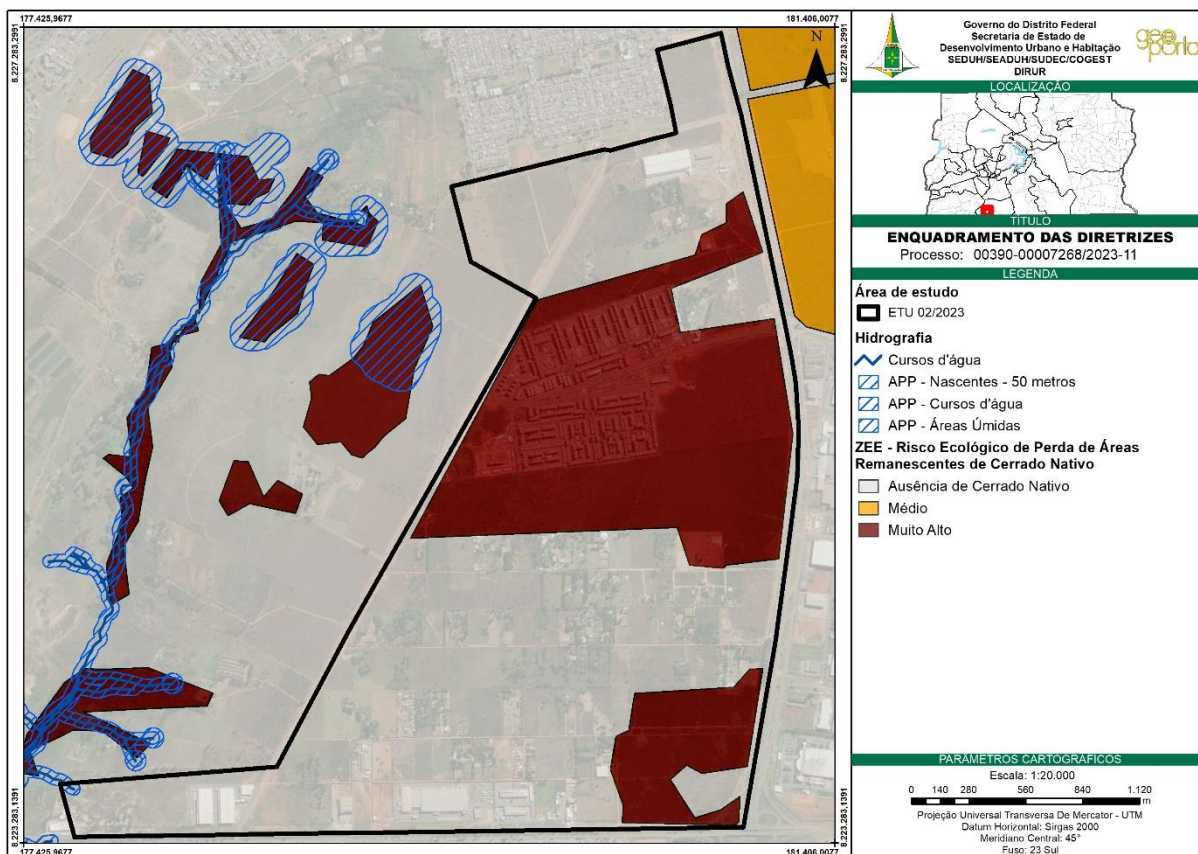 177.425,9677
181.406,0077
8.227.283,2991
8.227.283,2991
N
8.223.283,1391
8.223.283,1391
177.425,9677
181.406,0077
Governo do Distrito Federal
Secretaria de Estado de
Desenvolvimento Urbano e Habitação
SEDUH/SEADUH/SUDEC/COGEST
DIRUR
geo
porta
LOCALIZAÇÃO
TÍTULO
ENQUADRAMENTO DAS DIRETRIZES
Processo: 00390-00007268/2023-11
LEGENDA
Área de estudo
ETU 02/2023
Hidrografia
Cursos d'água
APP - Nascentes - 50 metros
APP - Cursos d'água
APP - Áreas Úmidas
ZEE - Risco Ecológico de Perda de Áreas
Remanescentes de Cerrado Nativo
Ausência de Cerrado Nativo
Médio
Muito Alto
PARÂMETROS CARTOGRÁFICOS
Escala: 1:20.000
0 140 280 560 840 1.120
m
Projeção Universal Transversa De Mercator - UTM
Datum Horizontal: Sirgas 2000
Meridiano Central: 45°
Fuso: 23 Sul